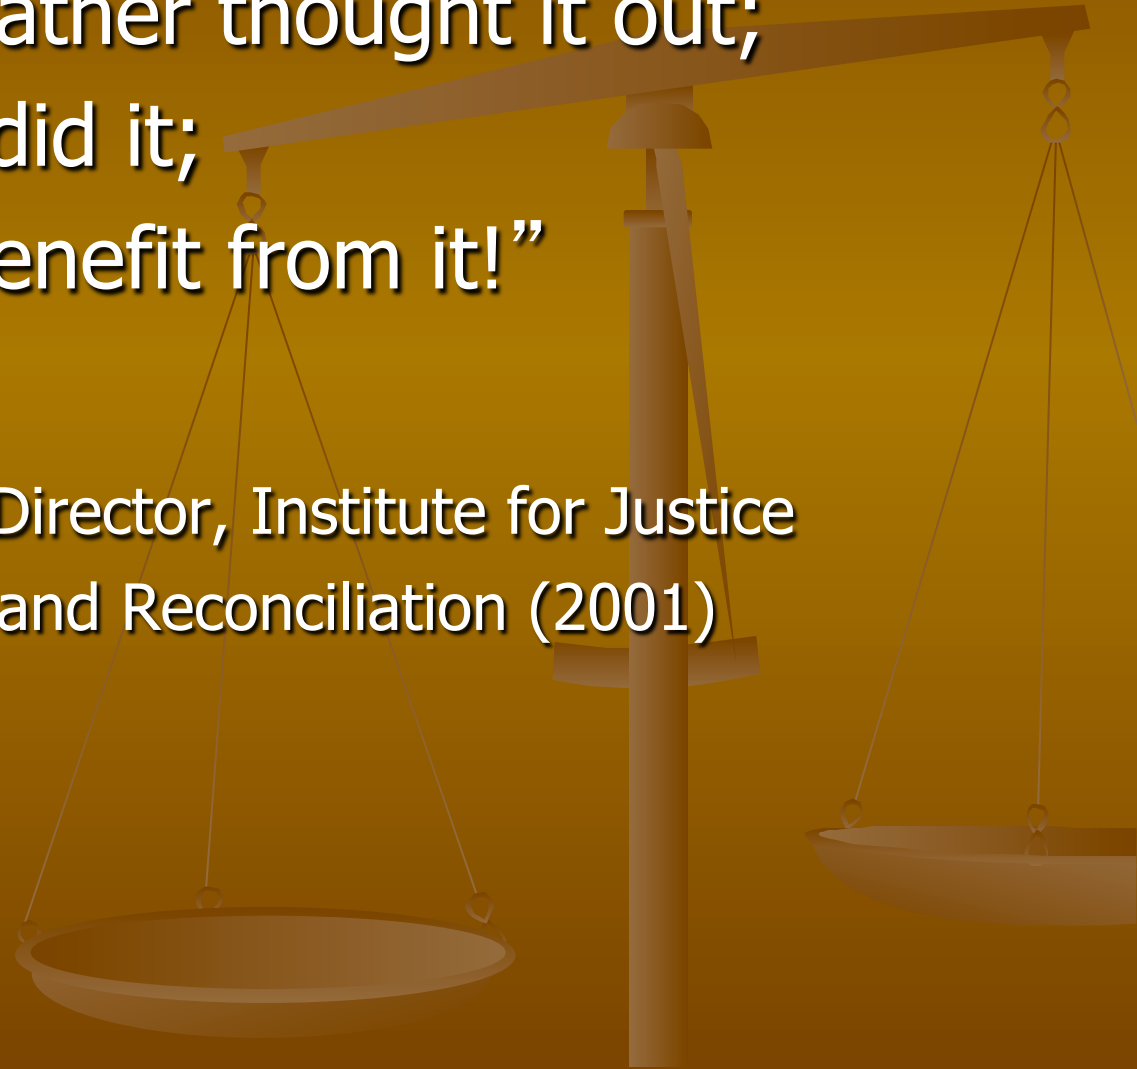 ather thought it out;
did it;
enefit from it!”
Director, Institute for Justice
and Reconciliation (2001)